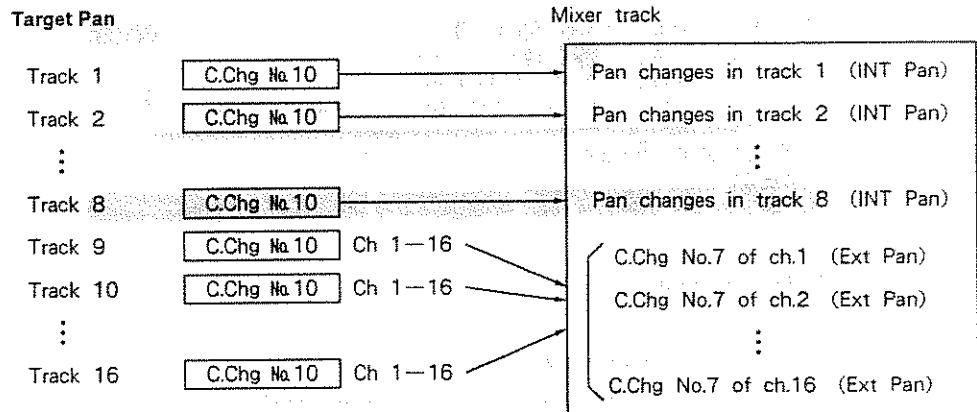 Target Pan
Mixer track
Track 1 C.Chg No.10 Pan changes in track 1 (INT Pan)
Track 2 C.Chg No.10 Pan changes in track 2 (INT Pan)
⋮ ⋮
Track 8 C.Chg No.10 Pan changes in track 8 (INT Pan)
Track 9 C.Chg No.10 Ch 1—16 C.Chg No.7 of ch.1 (Ext Pan)
Track 10 C.Chg No.10 Ch 1—16 C.Chg No.7 of ch.2 (Ext Pan)
⋮ ⋮
Track 16 C.Chg No.10 Ch 1—16 C.Chg No.7 of ch.16 (Ext Pan)